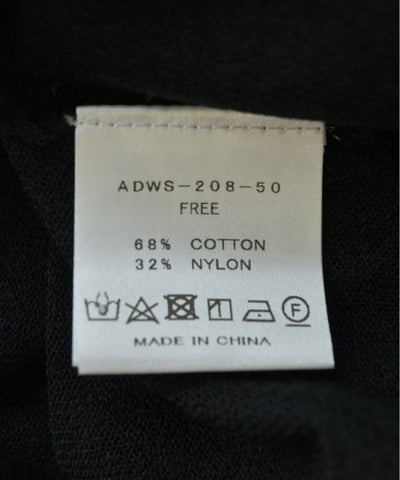 ADWS-208-50
FREE
68% COTTON
32% NYLON
F
MADE IN CHINA